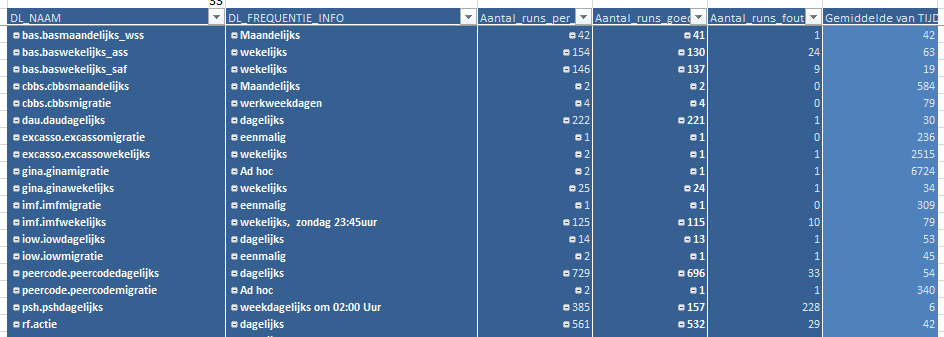 33
DL_NAAM DL_FREQUENTIE_INFO Aantal_runs_per_ Aantal_runs_goed Aantal_runs_fout Gemiddelde van TIJD
bas.basmaandelijks_wss Maandelijks 42 41 1 42
bas.baswekelijks_ass wekelijks 154 130 24 63
bas.baswekelijks_saf wekelijks 146 137 9 19
cbbs.cbbsmaandelijks Maandelijks 2 2 0 584
cbbs.cbbsmigratie werkweekdagen 4 4 0 79
dau.daudagelijks dagelijks 222 221 1 30
excasso.excassomigratie eenmalig 1 1 0 236
excasso.excassowekelijks wekelijks 2 1 1 2515
gina.ginamigratie Ad hoc 2 1 1 6724
gina.ginawekelijks wekelijks 25 24 1 34
imf.imfmigratie eenmalig 1 1 0 309
imf.imfwekelijks wekelijks, zondag 23:45uur 125 115 10 79
iow.iowdagelijks dagelijks 14 13 1 53
iow.iowmigratie eenmalig 2 1 1 45
peercode.peercodedagelijks dagelijks 729 696 33 54
peercode.peercodemigratie Ad hoc 2 1 1 340
psh.pshdagelijks weekdagelijks om 02:00 Uur 385 157 228 6
rf.actie dagelijks 561 532 29 42